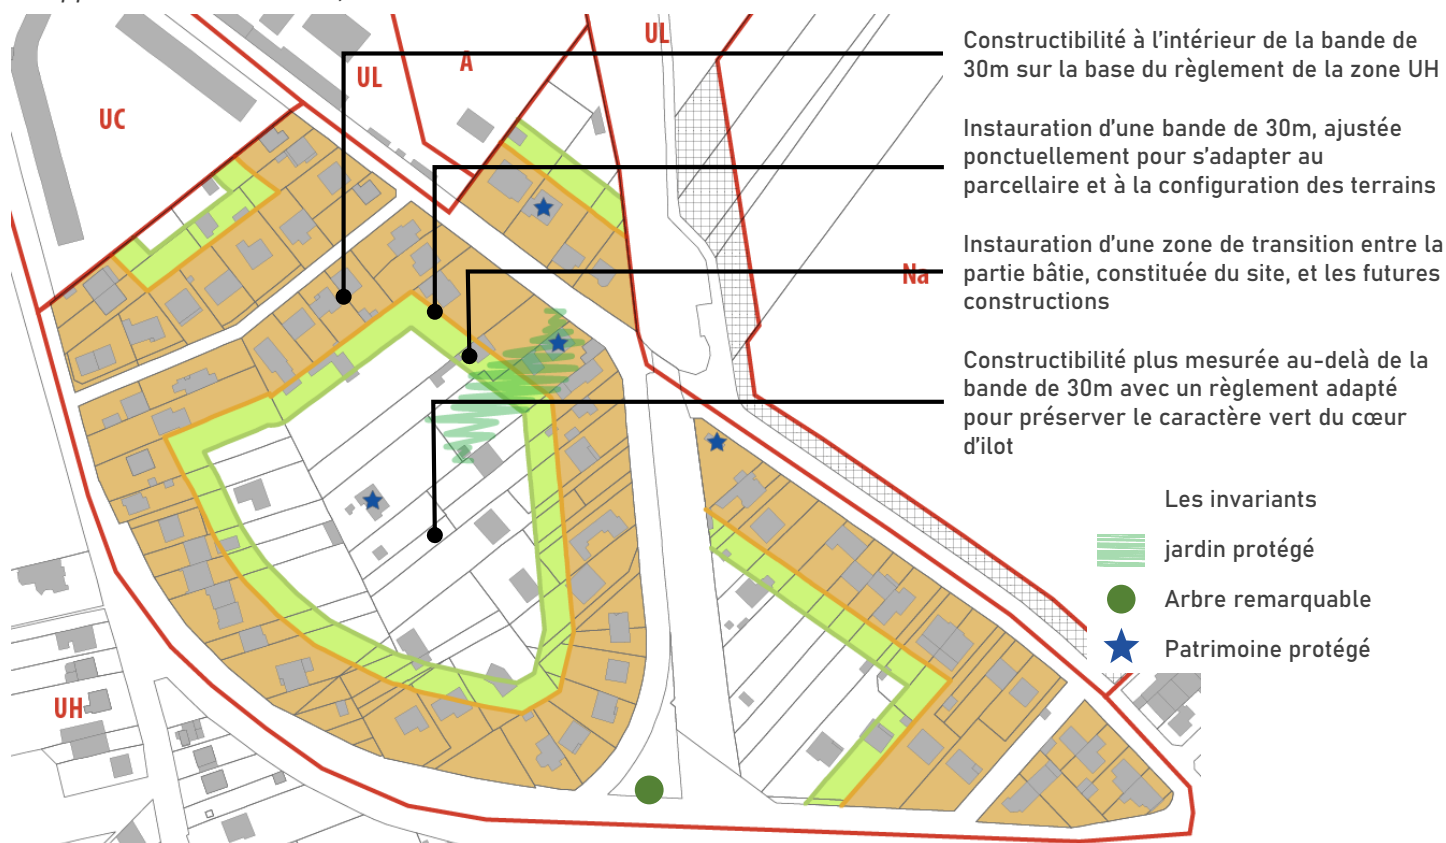 UL
A
UL
UC
Na
UH
Constructibilité à l'intérieur de la bande de
30m sur la base du règlement de la zone UH
Instauration d'une bande de 30m, ajustée
ponctuellement pour s'adapter au
parcellaire et à la configuration des terrains
Instauration d'une zone de transition entre la
partie bâtie, constituée du site, et les futures
constructions
Constructibilité plus mesurée au-delà de la
bande de 30m avec un règlement adapté
pour préserver le caractère vert du cœur
d'ilot
Les invariants
jardin protégé
Arbre remarquable
Patrimoine protégé